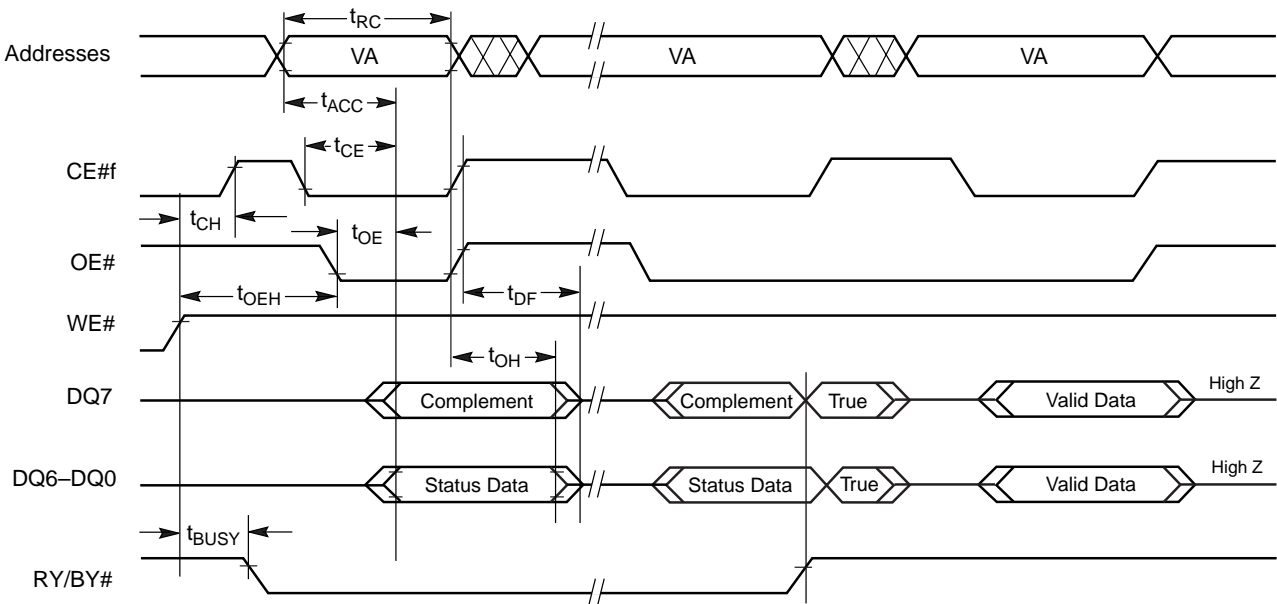 tRC
Addresses VA VA VA
tACC
tCE
CE#f
tCH tOE
OE#
tOEH tDF
WE#
tOH
DQ7 Complement Complement True Valid Data High Z
DQ6–DQ0 Status Data Status Data True Valid Data High Z
tBUSY
RY/BY#